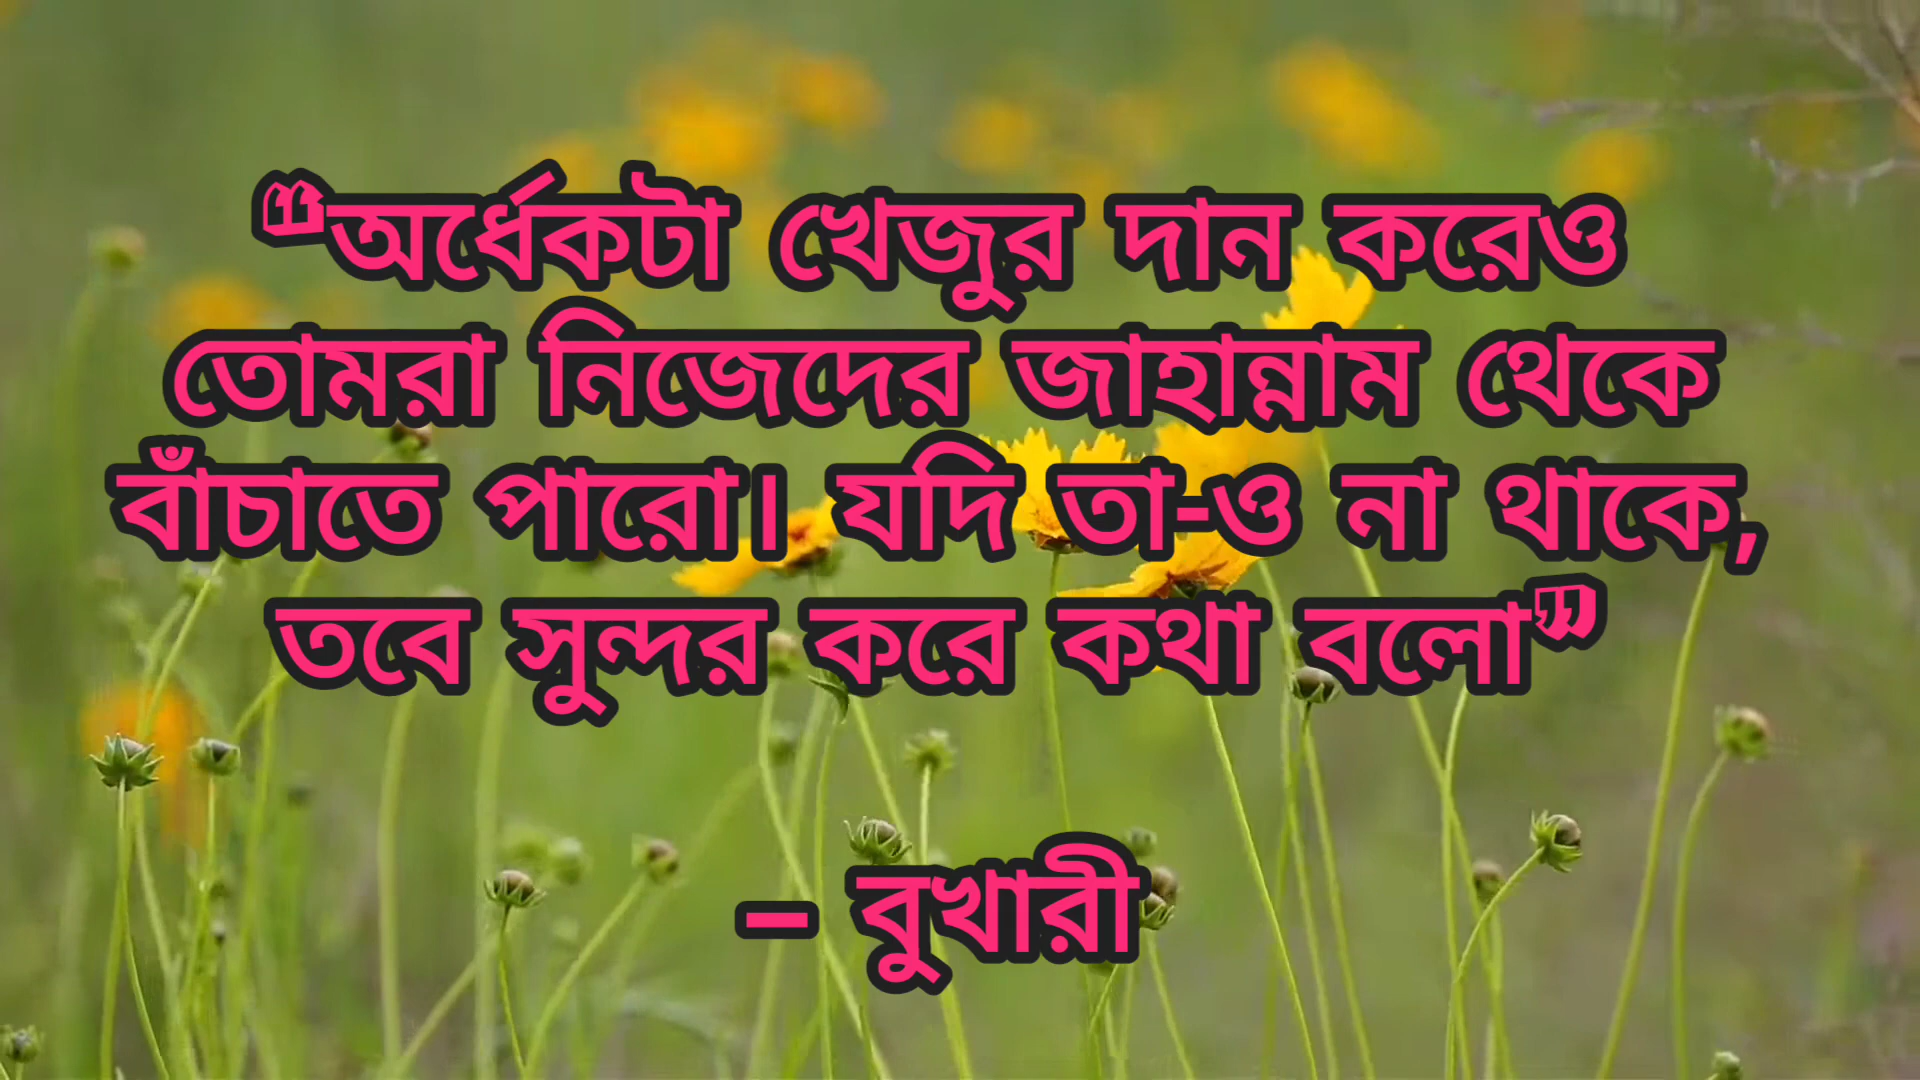 “অর্ধেকটা খেজুর দান করেও
তোমরা নিজেদের জাহান্নাম থেকে
বাঁচাতে পারো। যদি তা-ও না থাকে,
তবে সুন্দর করে কথা বলো”
– বুখারী